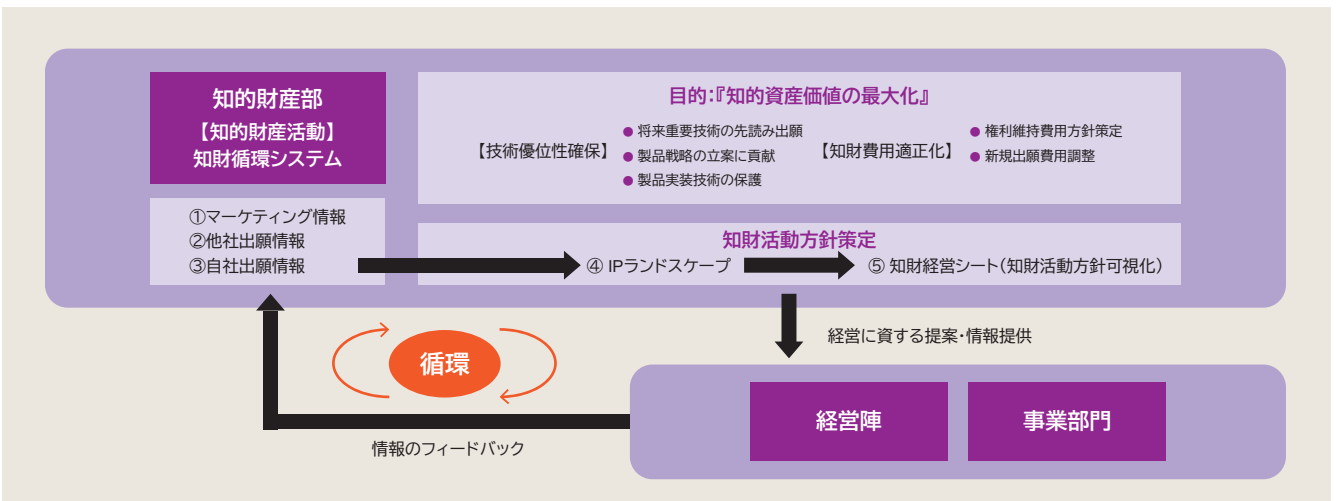 知的財産部
【知的財産活動】
知財循環システム
目的:『知的資産価値の最大化』
【技術優位性確保】
● 将来重要技術の先読み出願
● 製品戦略の立案に貢献
● 製品実装技術の保護
【知財費用適正化】
● 権利維持費用方針策定
● 新規出願費用調整
①マーケティング情報
②他社出願情報
③自社出願情報
知財活動方針策定
④ IPランドスケープ
⑤ 知財経営シート(知財活動方針可視化)
経営に資する提案・情報提供
循環
経営陣
事業部門
情報のフィードバック